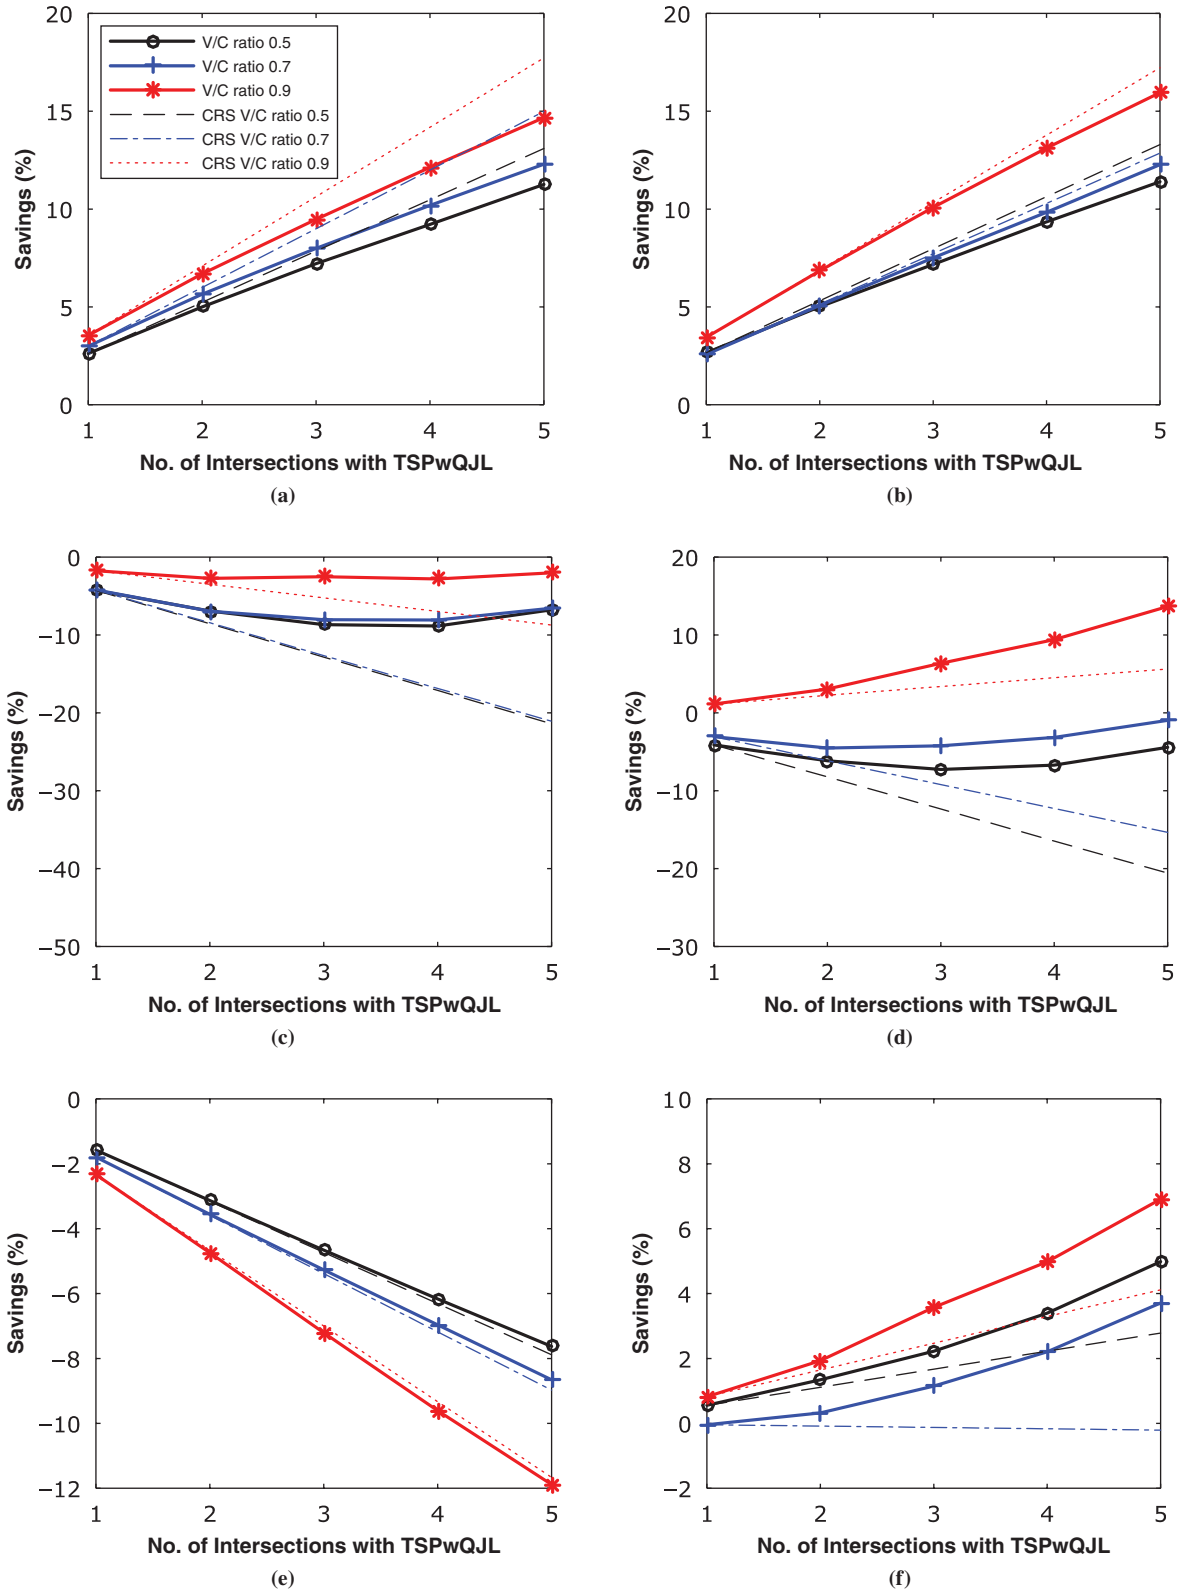 20
15
10
5
0
Savings (%)
V/C ratio 0.5
V/C ratio 0.7
V/C ratio 0.9
CRS V/C ratio 0.5
CRS V/C ratio 0.7
CRS V/C ratio 0.9
1 2 3 4 5
No. of Intersections with TSPwQJL
(a)
20
15
10
5
0
Savings (%)
1 2 3 4 5
No. of Intersections with TSPwQJL
(b)
0
−10
−20
−30
−40
−50
Savings (%)
1 2 3 4 5
No. of Intersections with TSPwQJL
(c)
20
10
0
−10
−20
−30
Savings (%)
1 2 3 4 5
No. of Intersections with TSPwQJL
(d)
0
−2
−4
−6
−8
−10
−12
Savings (%)
1 2 3 4 5
No. of Intersections with TSPwQJL
(e)
10
8
6
4
2
0
−2
Savings (%)
1 2 3 4 5
No. of Intersections with TSPwQJL
(f)